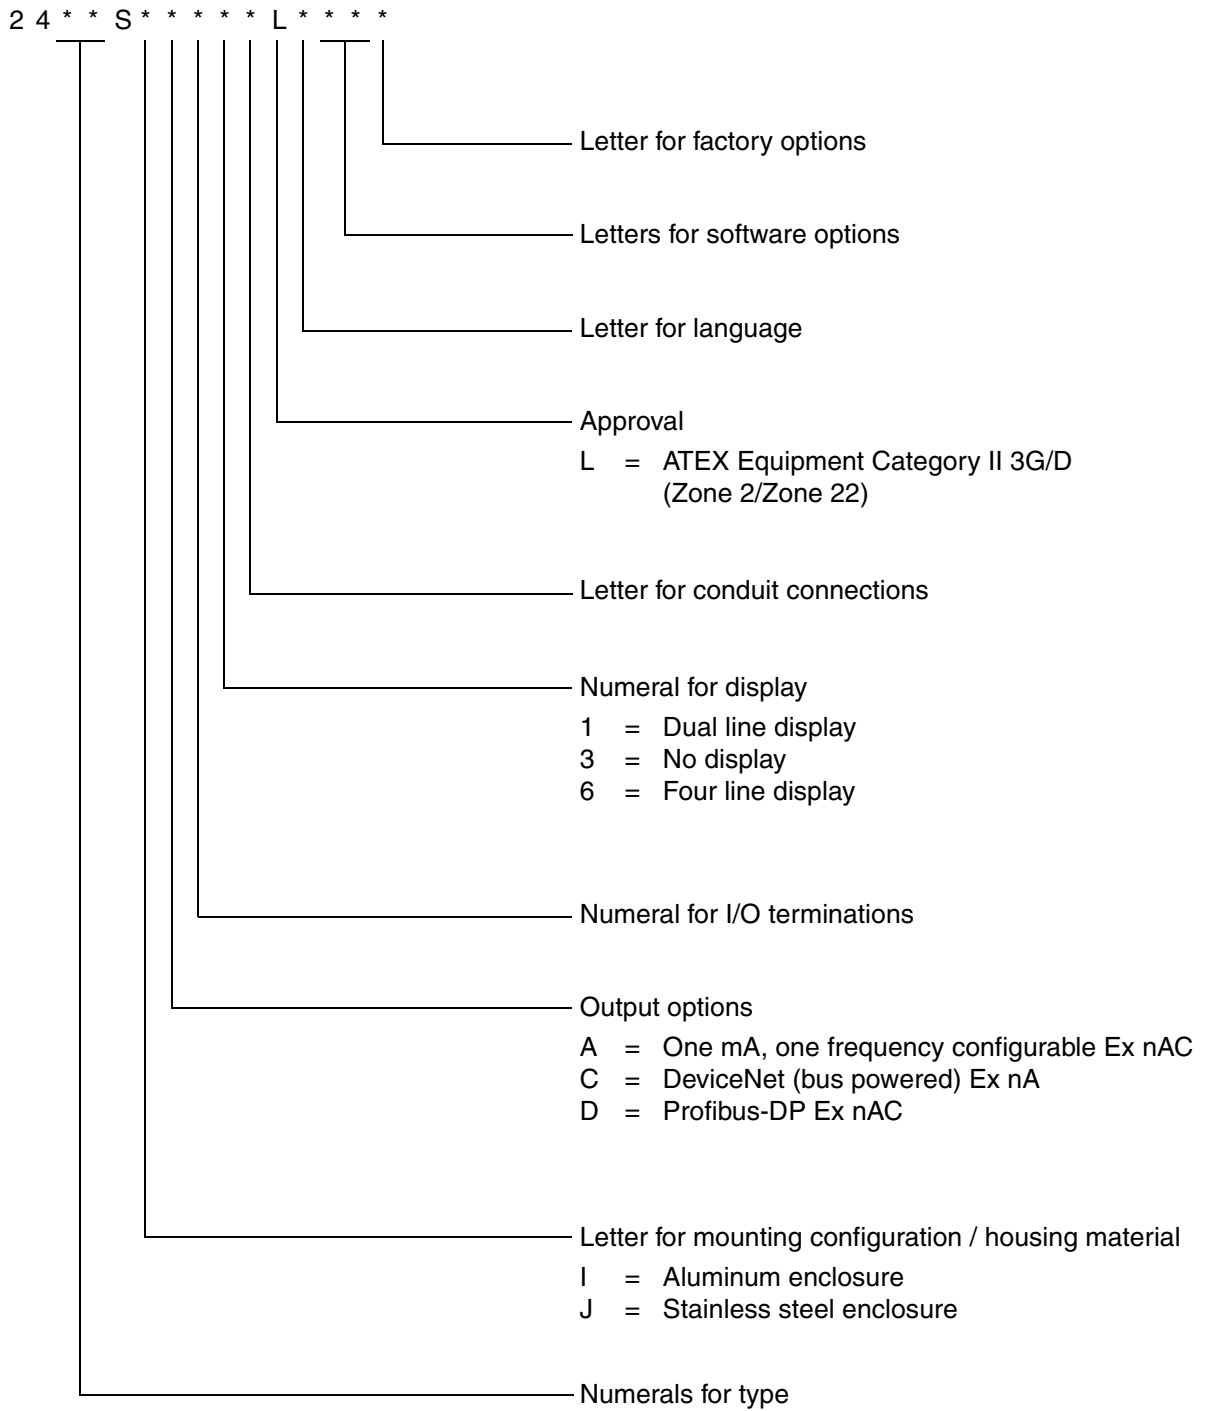 2 4 * * S * * * * * L * * * *
Letter for factory options
Letters for software options
Letter for language
Approval
L = ATEX Equipment Category II 3G/D
(Zone 2/Zone 22)
Letter for conduit connections
Numeral for display
1 = Dual line display
3 = No display
6 = Four line display
Numeral for I/O terminations
Output options
A = One mA, one frequency configurable Ex nAC
C = DeviceNet (bus powered) Ex nA
D = Profibus-DP Ex nAC
Letter for mounting configuration / housing material
I = Aluminum enclosure
J = Stainless steel enclosure
Numerals for type